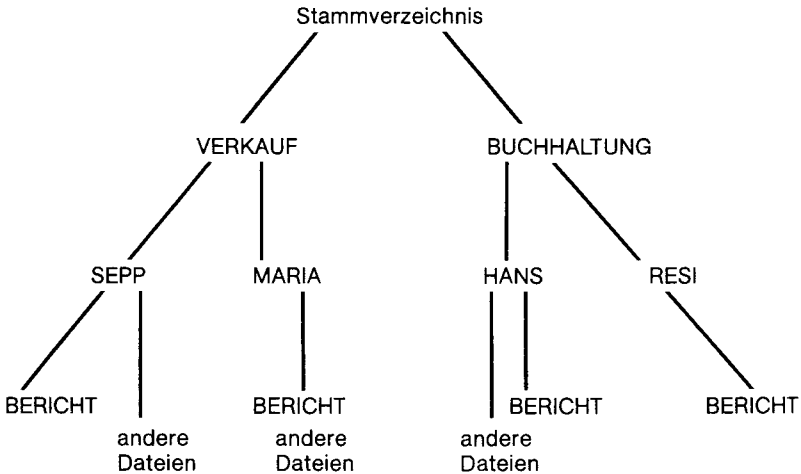 Stammverzeichnis
VERKAUF BUCHHALTUNG
SEPP MARIA HANS RESI
BERICHT BERICHT BERICHT BERICHT
andere andere andere
Dateien Dateien Dateien